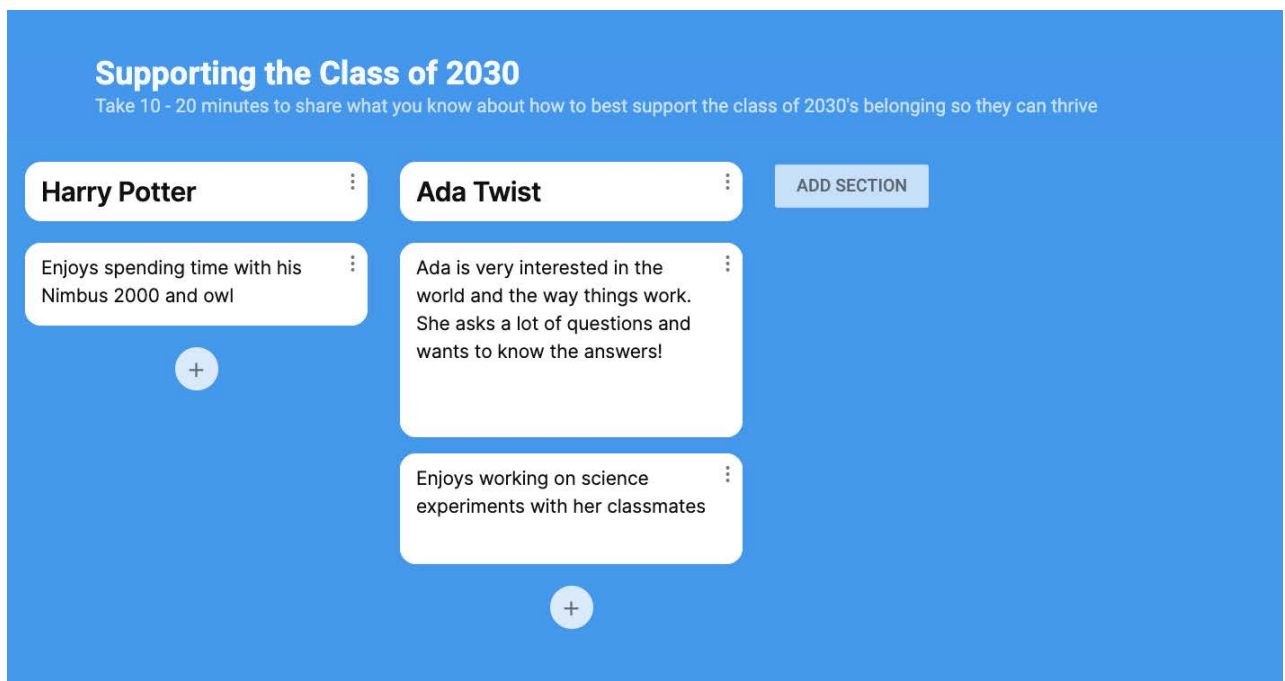 Supporting the Class of 2030
Take 10 - 20 minutes to share what you know about how to best support the class of 2030's belonging so they can thrive
Harry Potter
Enjoys spending time with his
Nimbus 2000 and owl
+
Ada Twist
Ada is very interested in the
world and the way things work.
She asks a lot of questions and
wants to know the answers!
Enjoys working on science
experiments with her classmates
+
ADD SECTION